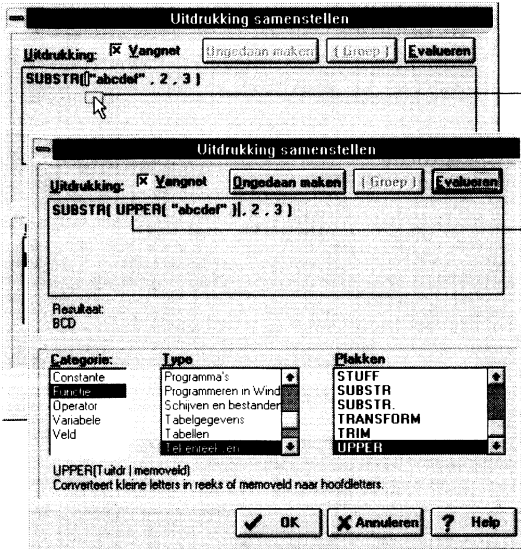 Uitdrukking samenstellen
Uitdrukking: Vangnet Ongedaan maken ( Groep ) Evalueren
SUBSTR( "abcdef" , 2 , 3 )
Uitdrukking samenstellen
Uitdrukking: Vangnet Ongedaan maken ( Groep ) Evalueren
SUBSTR( UPPER( "abcdef" ), 2 , 3 )
Resultaat:
BCD
Categorie: Type Plakken
Constante Programma's STUFF
Functie Programmeren in Wind SUBSTR
Operator Schijven en bestanden SUBSTR.
Variabele Tabelgegevens TRANSFORM
Veld Tabellen TRIM
Tekenreeksen UPPER
UPPER(Tuitdr | memoveld)
Converteert kleine letters in reeks of memoveld naar hoofdletters.
OK Annuleren ? Help